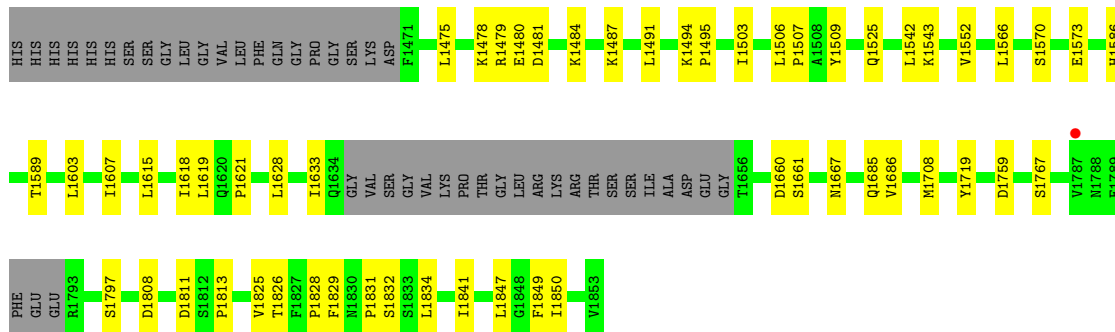 HIS HIS HIS HIS HIS HIS SER SER GLY LEU GLY VAL LEU PHE GLN GLY PRO GLY SER LYS ASP F1471 L1475 K1478 R1479 E1480 D1481 K1484 K1487 L1491 K1494 P1495 I1503 L1506 P1507 A1508 Y1509 Q1525 L1542 K1543 V1552 L1566 S1570 E1573 H1586
T1589 L1603 I1607 L1615 I1618 L1619 Q1620 P1621 L1628 I1633 Q1634 GLY VAL SER GLY VAL LYS PRO THR GLY LEU ARG LYS ARG THR SER SER ILE ALA ASP GLU GLY T1656 D1660 S1661 N1667 Q1685 V1686 M1708 Y1719 D1759 S1767 V1787 N1788 E1789
PHE GLU GLU R1793 S1797 D1808 D1811 S1812 P1813 V1825 T1826 F1827 P1828 F1829 N1830 P1831 S1832 S1833 L1834 I1841 L1847 G1848 F1849 I1850 V1853